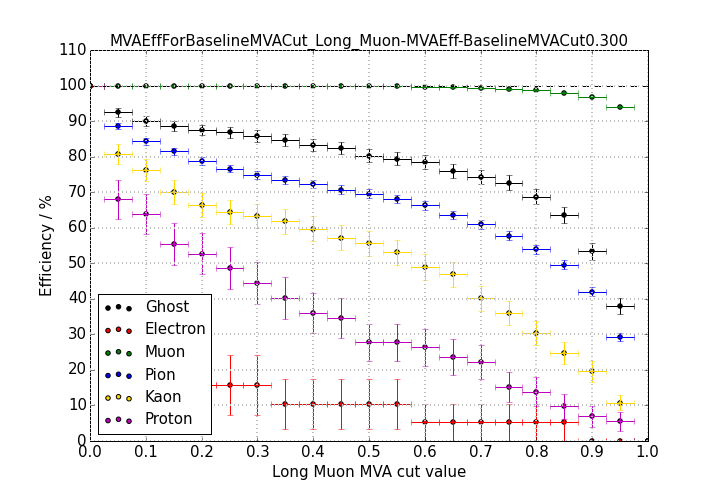 MVAEffForBaselineMVACut_Long_Muon-MVAEff-BaselineMVACut0.300
110
100
90
80
70
60
50
40
30
20
10
0
Efficiency / %
Ghost
Electron
Muon
Pion
Kaon
Proton
0.0 0.1 0.2 0.3 0.4 0.5 0.6 0.7 0.8 0.9 1.0
Long Muon MVA cut value